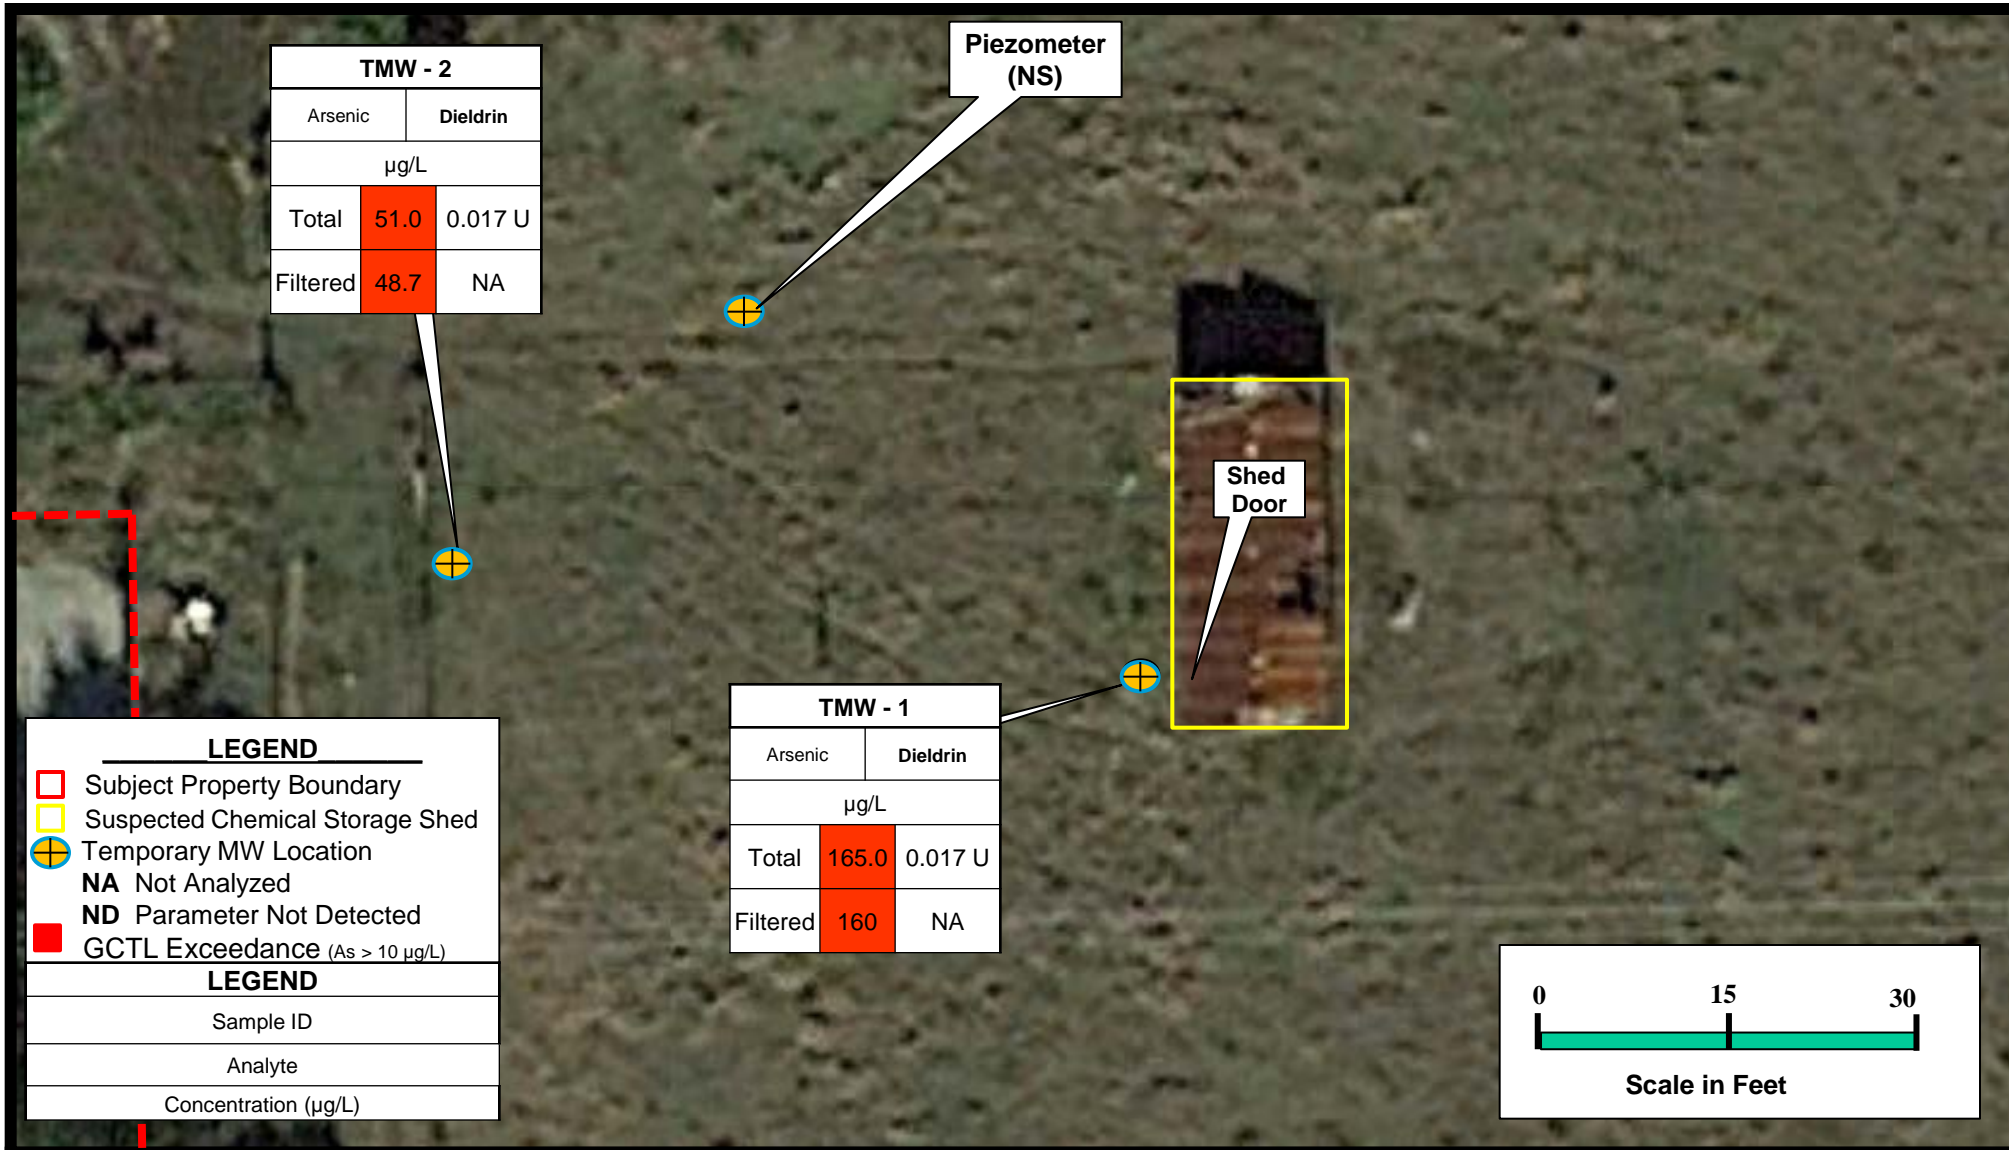 TMW - 2
Arsenic Dieldrin
µg/L
Total 51.0 0.017 U
Filtered 48.7 NA
Piezometer
(NS)
Shed
Door
TMW - 1
Arsenic Dieldrin
µg/L
Total 165.0 0.017 U
Filtered 160 NA
LEGEND
Subject Property Boundary
Suspected Chemical Storage Shed
Temporary MW Location
NA Not Analyzed
ND Parameter Not Detected
GCTL Exceedance (As > 10 µg/L)
LEGEND
Sample ID
Analyte
Concentration (µg/L)
0 15 30
Scale in Feet